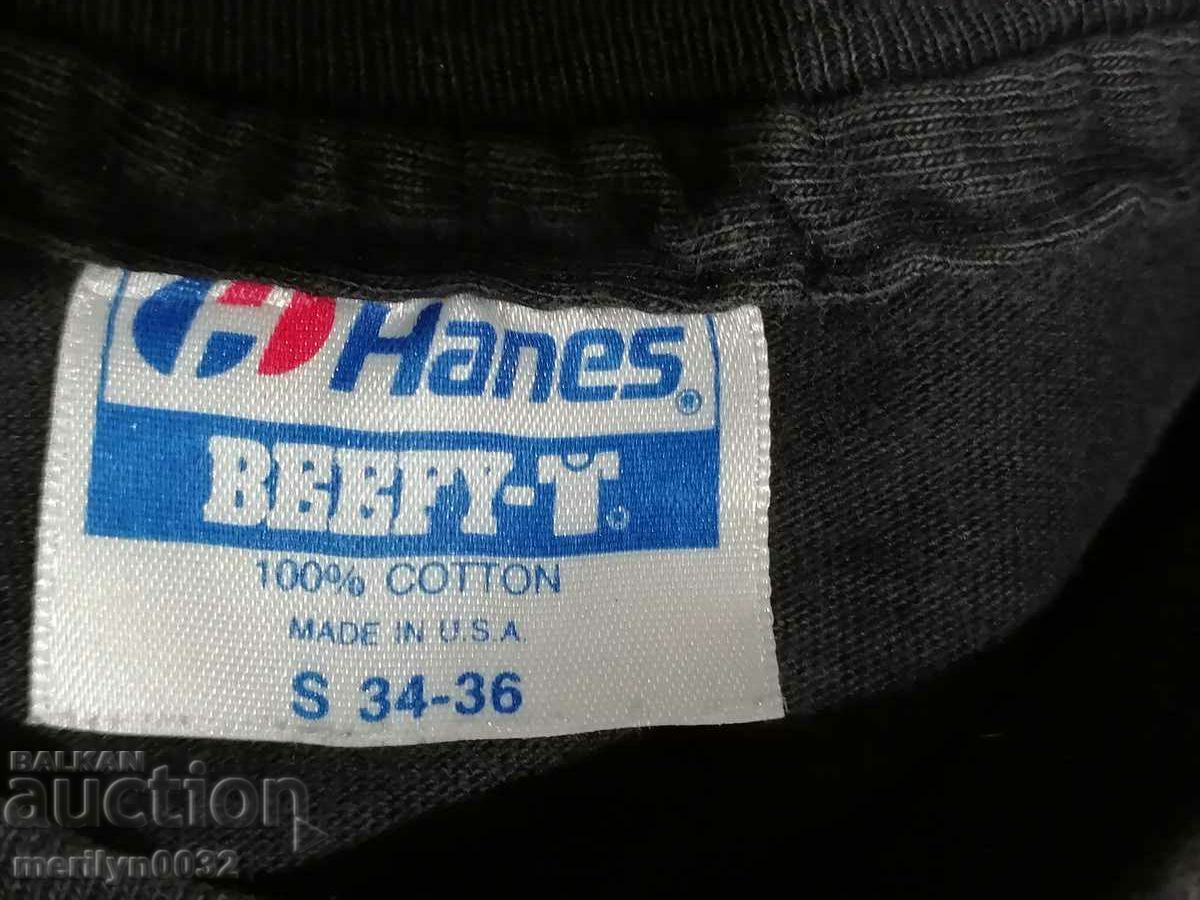 Hanes®
BEEFY-T®
100% COTTON
MADE IN U.S.A.
S 34-36
BALKAN
auction
merilyn0032